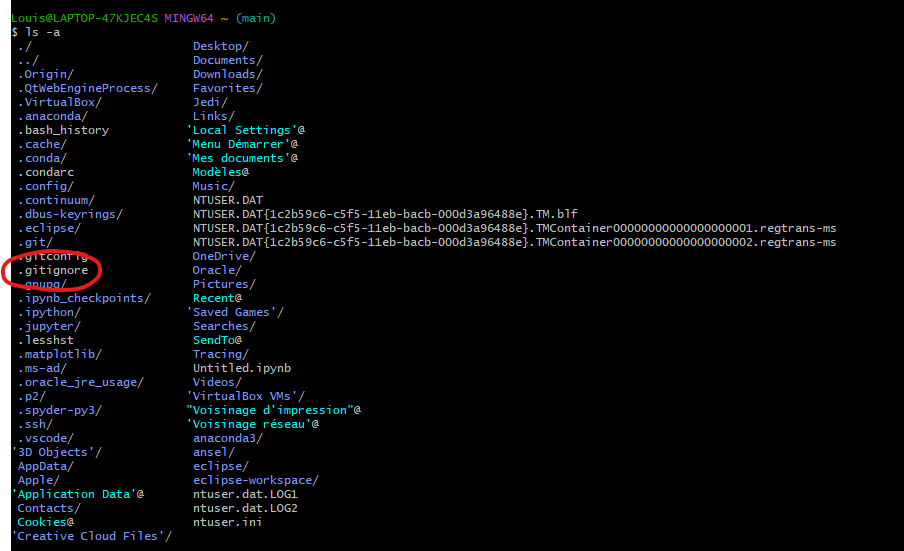 Louis@LAPTOP-47KJEC4S MINGW64 ~ (main)
$ ls -a
./ Desktop/
../ Documents/
.Origin/ Downloads/
.QtWebEngineProcess/ Favorites/
.VirtualBox/ Jedi/
.anaconda/ Links/
.bash_history 'Local Settings'@
.cache/ 'Menu Démarrer'@
.conda/ 'Mes documents'@
.condarc Modèles@
.config/ Music/
.continuum/ NTUSER.DAT
.dbus-keyrings/ NTUSER.DAT{1c2b59c6-c5f5-11eb-bacb-000d3a96488e}.TM.blf
.eclipse/ NTUSER.DAT{1c2b59c6-c5f5-11eb-bacb-000d3a96488e}.TMContainer00000000000000000001.regtrans-ms
.git/ NTUSER.DAT{1c2b59c6-c5f5-11eb-bacb-000d3a96488e}.TMContainer00000000000000000002.regtrans-ms
.gitconfig OneDrive/
.gitignore Oracle/
.gnupg/ Pictures/
.ipynb_checkpoints/ Recent@
.ipython/ 'Saved Games'/
.jupyter/ Searches/
.lesshst SendTo@
.matplotlib/ Tracing/
.ms-ad/ Untitled.ipynb
.oracle_jre_usage/ Videos/
.p2/ 'VirtualBox VMs'/
.spyder-py3/ "Voisinage d'impression"@
.ssh/ 'Voisinage réseau'@
.vscode/ anaconda3/
'3D Objects'/ ansel/
AppData/ eclipse/
Apple/ eclipse-workspace/
'Application Data'@ ntuser.dat.LOG1
Contacts/ ntuser.dat.LOG2
Cookies@ ntuser.ini
'Creative Cloud Files'/